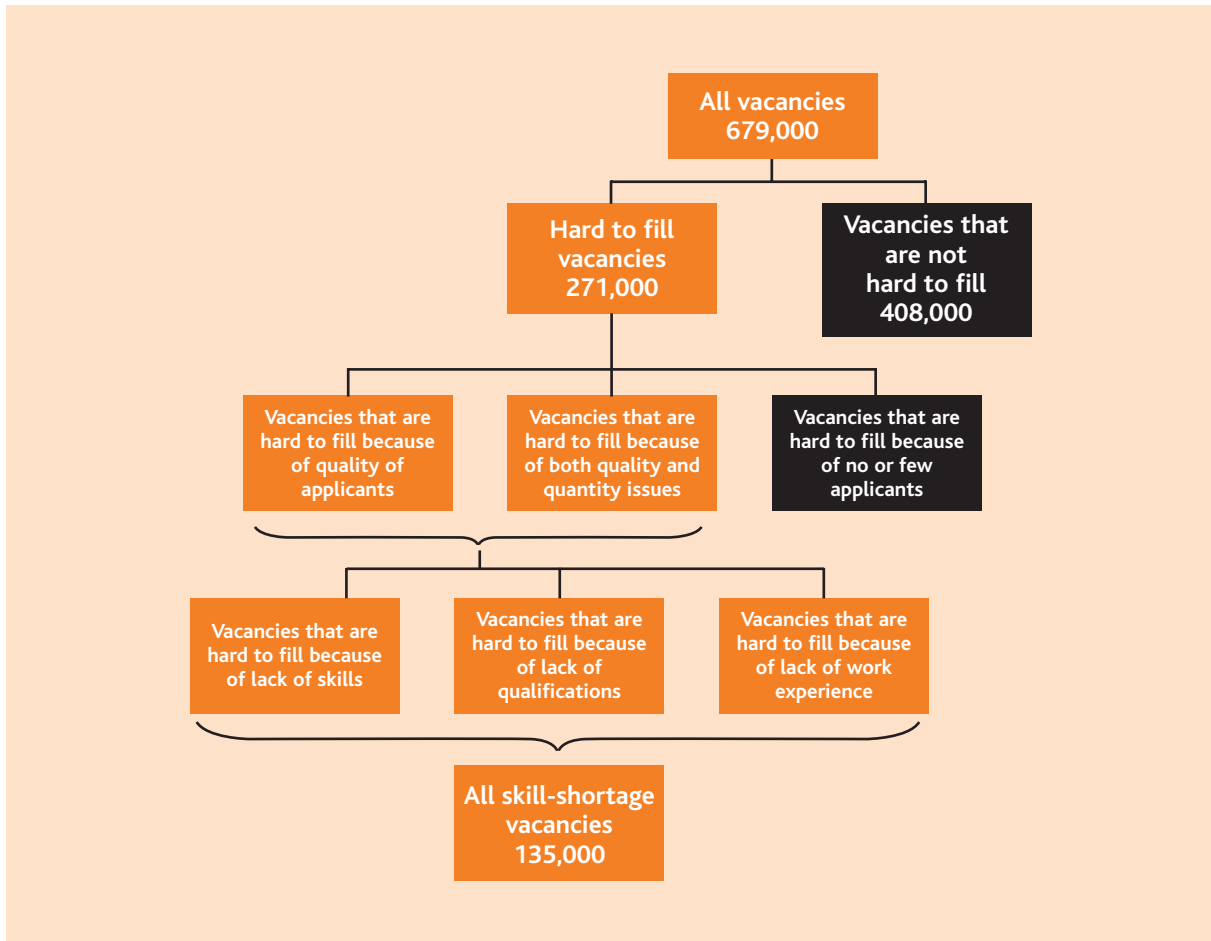 All vacancies
679,000
Hard to fill
vacancies
271,000
Vacancies that
are not
hard to fill
408,000
Vacancies that are
hard to fill because
of quality of
applicants
Vacancies that are
hard to fill because
of both quality and
quantity issues
Vacancies that are
hard to fill because
of no or few
applicants
Vacancies that are
hard to fill because
of lack of skills
Vacancies that are
hard to fill because
of lack of
qualifications
Vacancies that are
hard to fill because
of lack of work
experience
All skill-shortage
vacancies
135,000